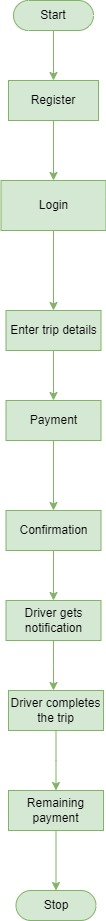 Start
Register
Login
Enter trip details
Payment
Confirmation
Driver gets
notification
Driver completes
the trip
Remaining
payment
Stop